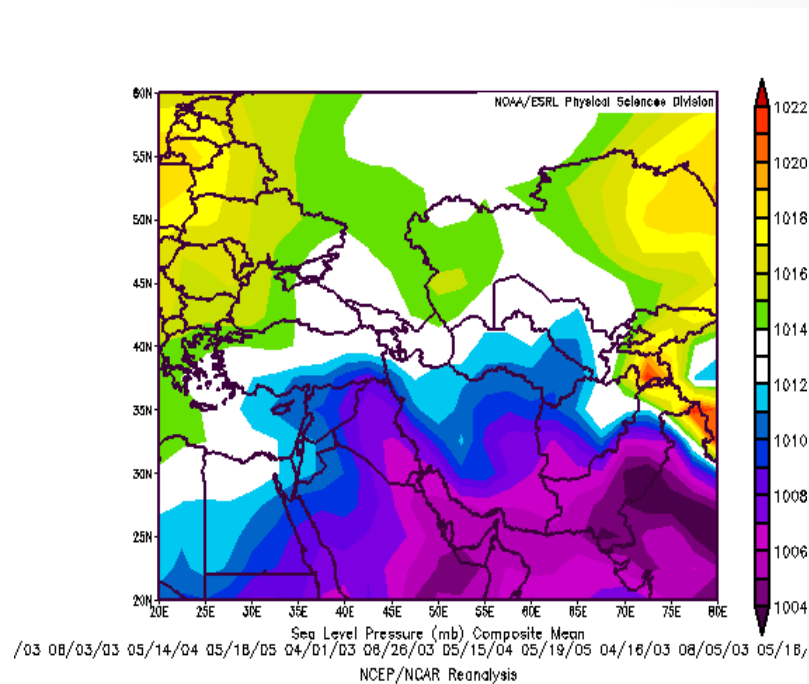 60N
NOAA/ESRL Physical Sciences Division
55N
50N
45N
40N
35N
30N
25N
20N
20E 25E 30E 35E 40E 45E 50E 55E 60E 65E 70E 75E 80E
1022
1020
1018
1016
1014
1012
1010
1008
1006
1004
Sea Level Pressure (mb) Composite Mean
/03 08/03/03 05/14/04 05/18/05 04/01/03 06/26/03 05/15/04 05/19/05 04/16/03 08/05/03 05/18/
NCEP/NCAR Reanalysis